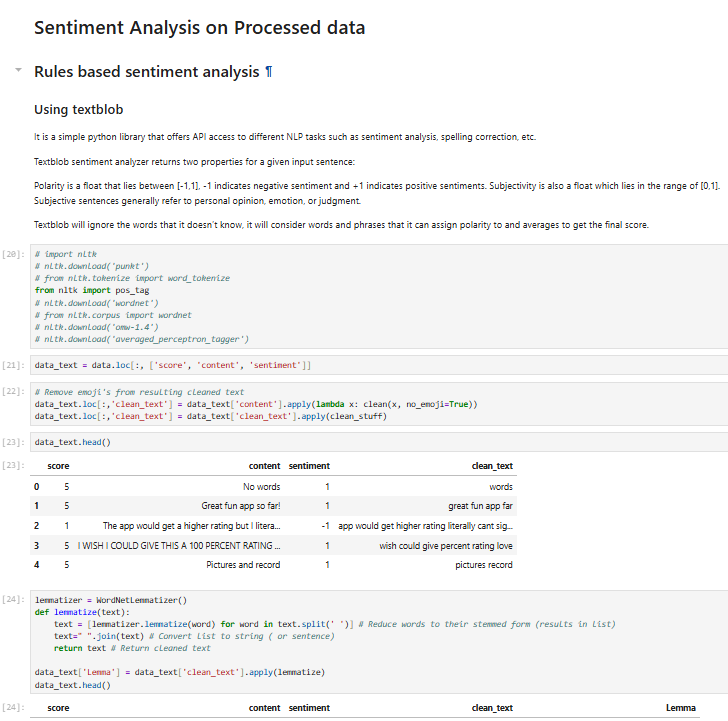 Sentiment Analysis on Processed data
Rules based sentiment analysis ¶
Using textblob
It is a simple python library that offers API access to different NLP tasks such as sentiment analysis, spelling correction, etc.
Textblob sentiment analyzer returns two properties for a given input sentence:
Polarity is a float that lies between [-1,1], -1 indicates negative sentiment and +1 indicates positive sentiments. Subjectivity is also a float which lies in the range of [0,1].
Subjective sentences generally refer to personal opinion, emotion, or judgment.
Textblob will ignore the words that it doesn't know, it will consider words and phrases that it can assign polarity to and averages to get the final score.
[20]: # import nltk
# nltk.download('punkt')
# from nltk.tokenize import word_tokenize
from nltk import pos_tag
# nltk.download('wordnet')
# from nltk.corpus import wordnet
# nltk.download('omw-1.4')
# nltk.download('averaged_perceptron_tagger')
[21]: data_text = data.loc[:, ['score', 'content', 'sentiment']]
[22]: # Remove emoji's from resulting cleaned text
data_text.loc[:,'clean_text'] = data_text['content'].apply(lambda x: clean(x, no_emoji=True))
data_text.loc[:,'clean_text'] = data_text['clean_text'].apply(clean_stuff)
[23]: data_text.head()
[23]: score content sentiment clean_text
0 5 No words 1 words
1 5 Great fun app so far! 1 great fun app far
2 1 The app would get a higher rating but I litera... -1 app would get higher rating literally cant sig...
3 5 I WISH I COULD GIVE THIS A 100 PERCENT RATING ... 1 wish could give percent rating love
4 5 Pictures and record 1 pictures record
[24]: lemmatizer = WordNetLemmatizer()
def lemmatize(text):
text = [lemmatizer.lemmatize(word) for word in text.split(' ')] # Reduce words to their stemmed form (results in list)
text=" ".join(text) # Convert list to string ( or sentence)
return text # Return cleaned text
data_text['Lemma'] = data_text['clean_text'].apply(lemmatize)
data_text.head()
[24]: score content sentiment clean_text Lemma